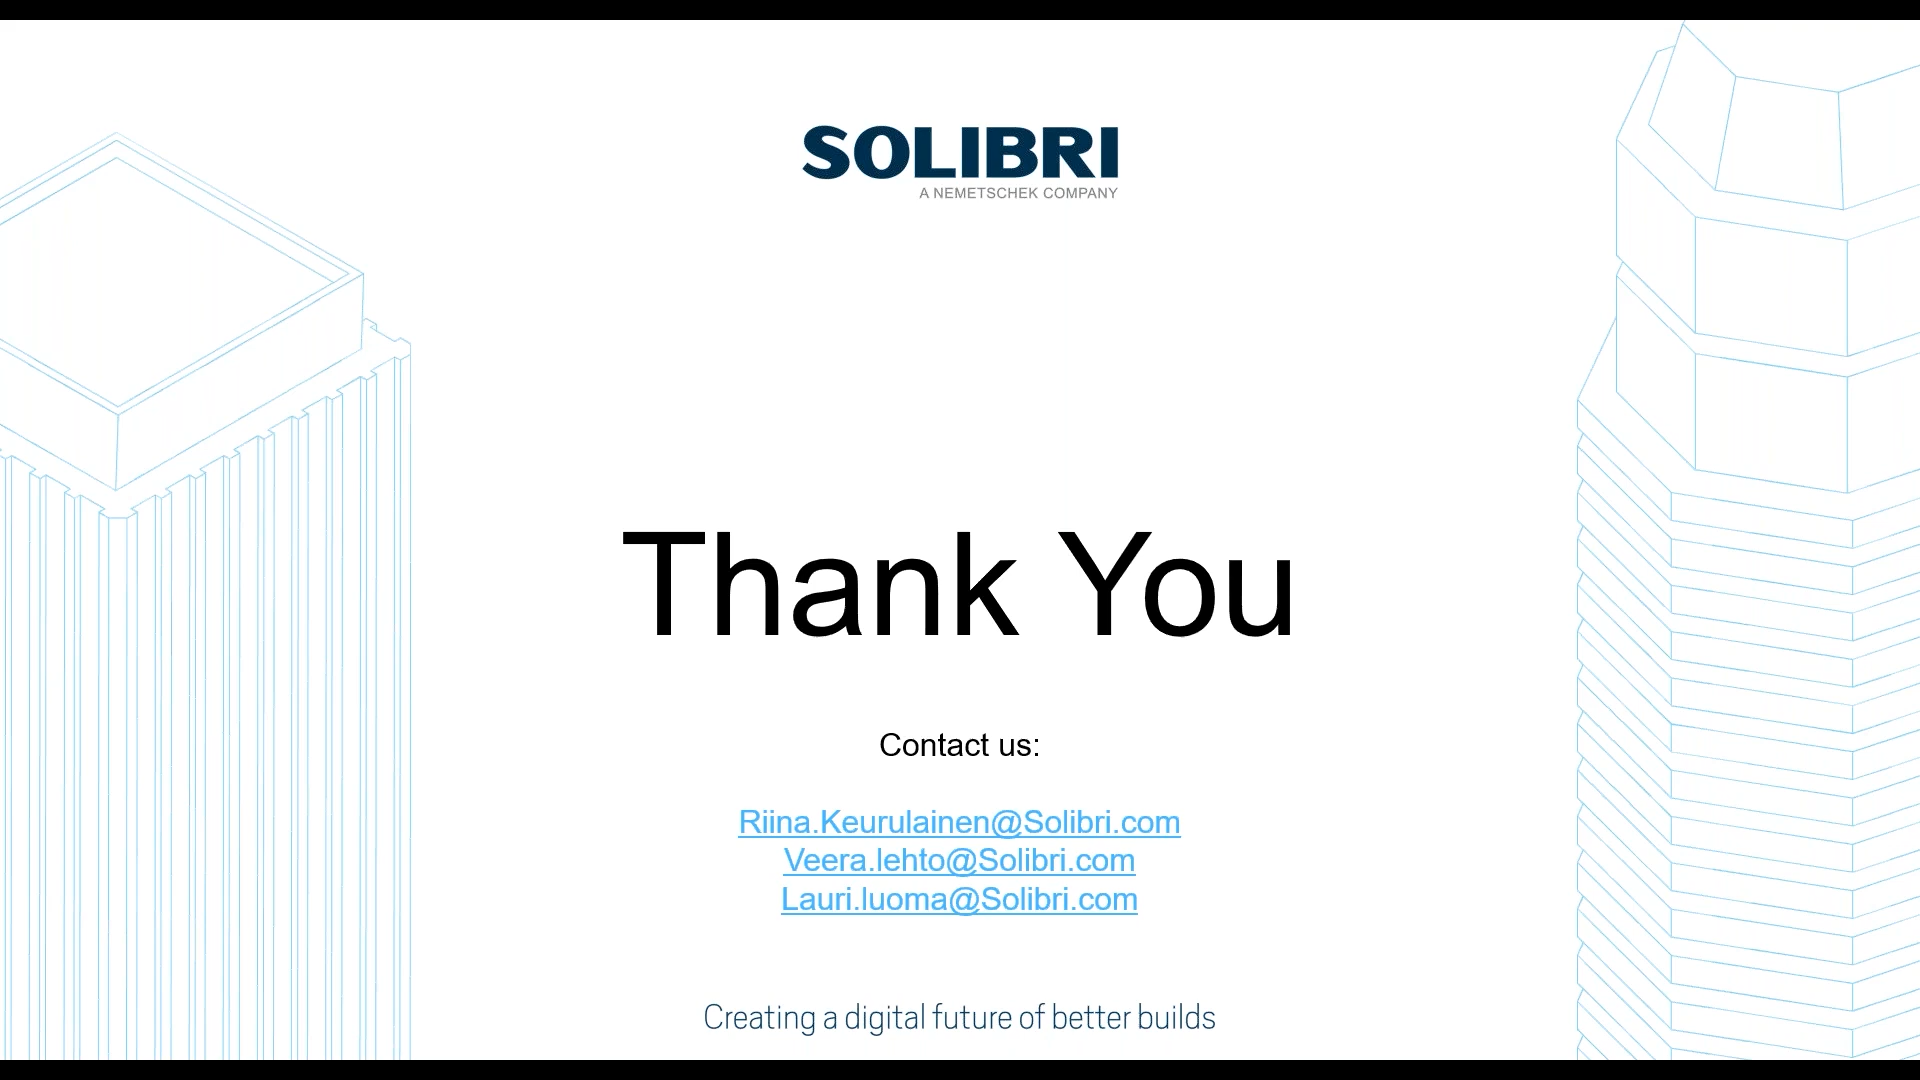 SOLIBRI
A NEMETSCHEK COMPANY
Thank You
Contact us:
Riina.Keurulainen@Solibri.com
Veera.lehto@Solibri.com
Lauri.luoma@Solibri.com
Creating a digital future of better builds